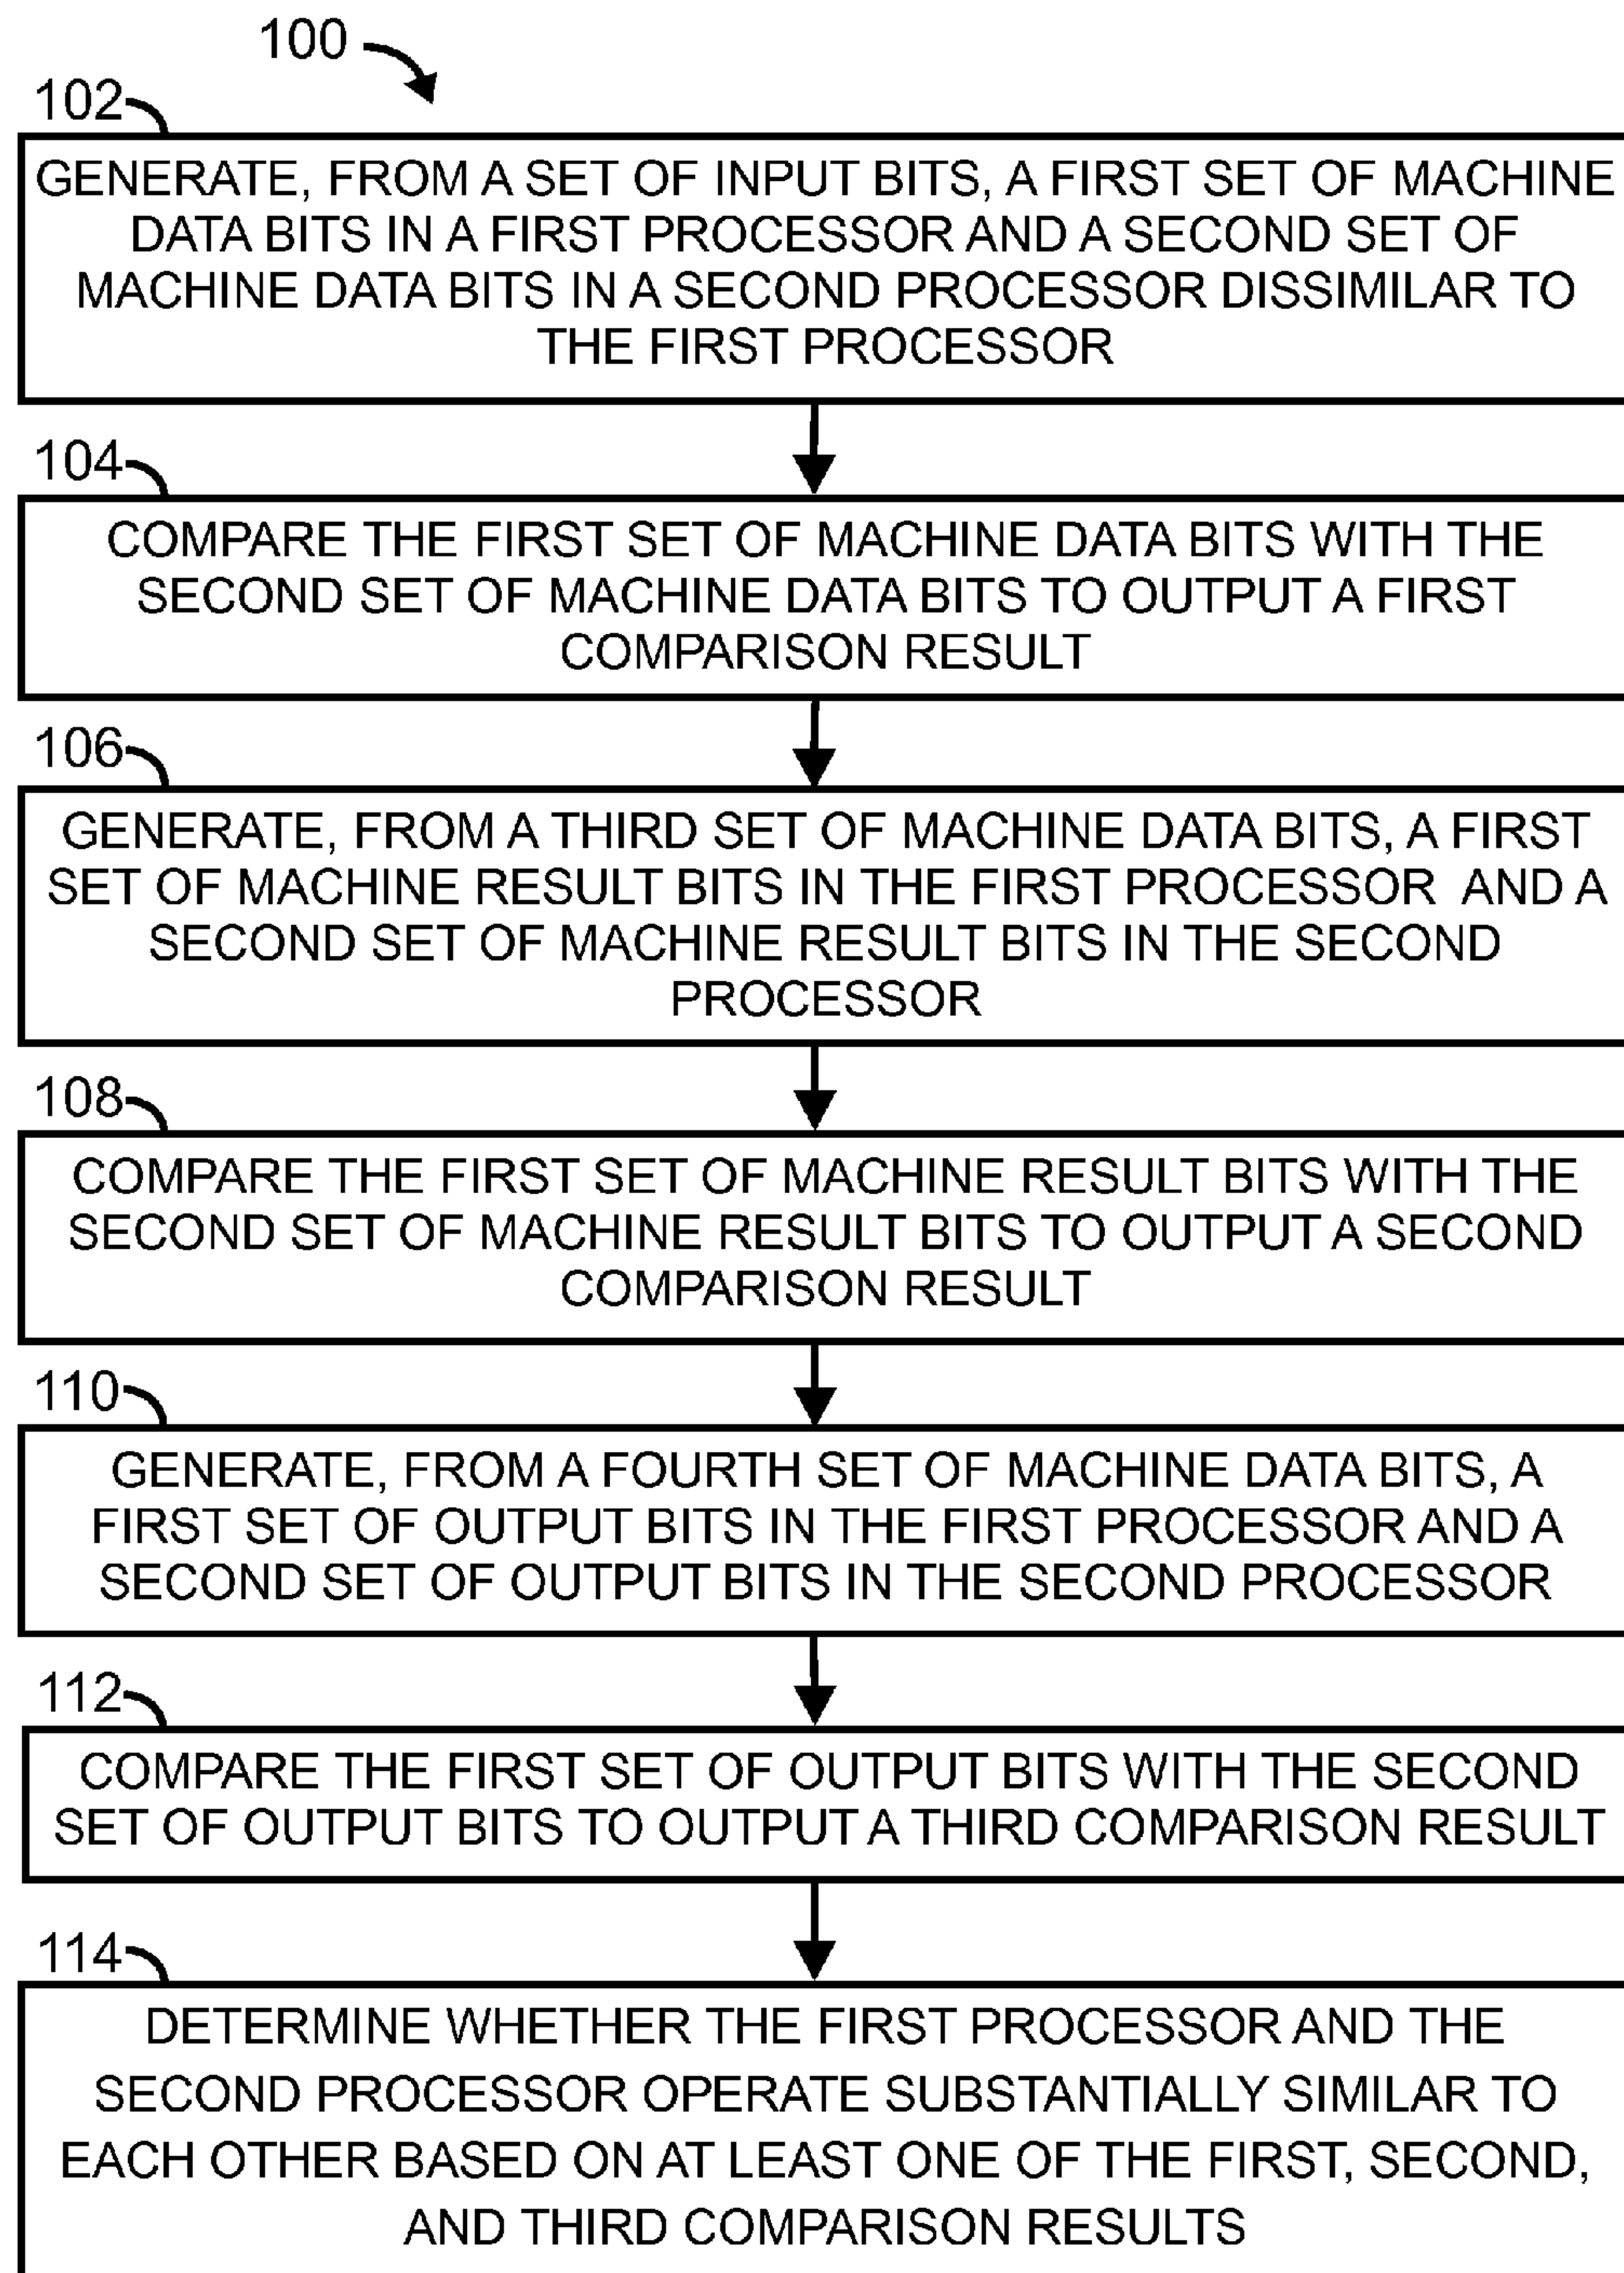 100
102
GENERATE, FROM A SET OF INPUT BITS, A FIRST SET OF MACHINE
DATA BITS IN A FIRST PROCESSOR AND A SECOND SET OF
MACHINE DATA BITS IN A SECOND PROCESSOR DISSIMILAR TO
THE FIRST PROCESSOR
104
COMPARE THE FIRST SET OF MACHINE DATA BITS WITH THE
SECOND SET OF MACHINE DATA BITS TO OUTPUT A FIRST
COMPARISON RESULT
106
GENERATE, FROM A THIRD SET OF MACHINE DATA BITS, A FIRST
SET OF MACHINE RESULT BITS IN THE FIRST PROCESSOR AND A
SECOND SET OF MACHINE RESULT BITS IN THE SECOND
PROCESSOR
108
COMPARE THE FIRST SET OF MACHINE RESULT BITS WITH THE
SECOND SET OF MACHINE RESULT BITS TO OUTPUT A SECOND
COMPARISON RESULT
110
GENERATE, FROM A FOURTH SET OF MACHINE DATA BITS, A
FIRST SET OF OUTPUT BITS IN THE FIRST PROCESSOR AND A
SECOND SET OF OUTPUT BITS IN THE SECOND PROCESSOR
112
COMPARE THE FIRST SET OF OUTPUT BITS WITH THE SECOND
SET OF OUTPUT BITS TO OUTPUT A THIRD COMPARISON RESULT
114
DETERMINE WHETHER THE FIRST PROCESSOR AND THE
SECOND PROCESSOR OPERATE SUBSTANTIALLY SIMILAR TO
EACH OTHER BASED ON AT LEAST ONE OF THE FIRST, SECOND,
AND THIRD COMPARISON RESULTS